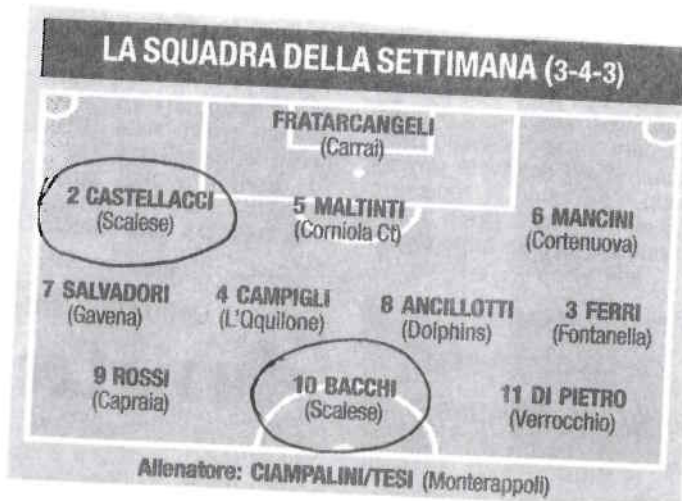 LA SQUADRA DELLA SETTIMANA (3-4-3)
FRATARCANGELI
(Carrai)
2 CASTELLACCI
(Scalese)
5 MALTINTI
(Corniola Ct)
6 MANCINI
(Cortenuova)
7 SALVADORI
(Gavena)
4 CAMPIGLI
(L'Oquilone)
8 ANCILLOTTI
(Dolphins)
3 FERRI
(Fontanella)
9 ROSSI
(Capraia)
10 BACCHI
(Scalese)
11 DI PIETRO
(Verrocchio)
Allenatore: CIAMPALINI/TESI (Monterappoli)